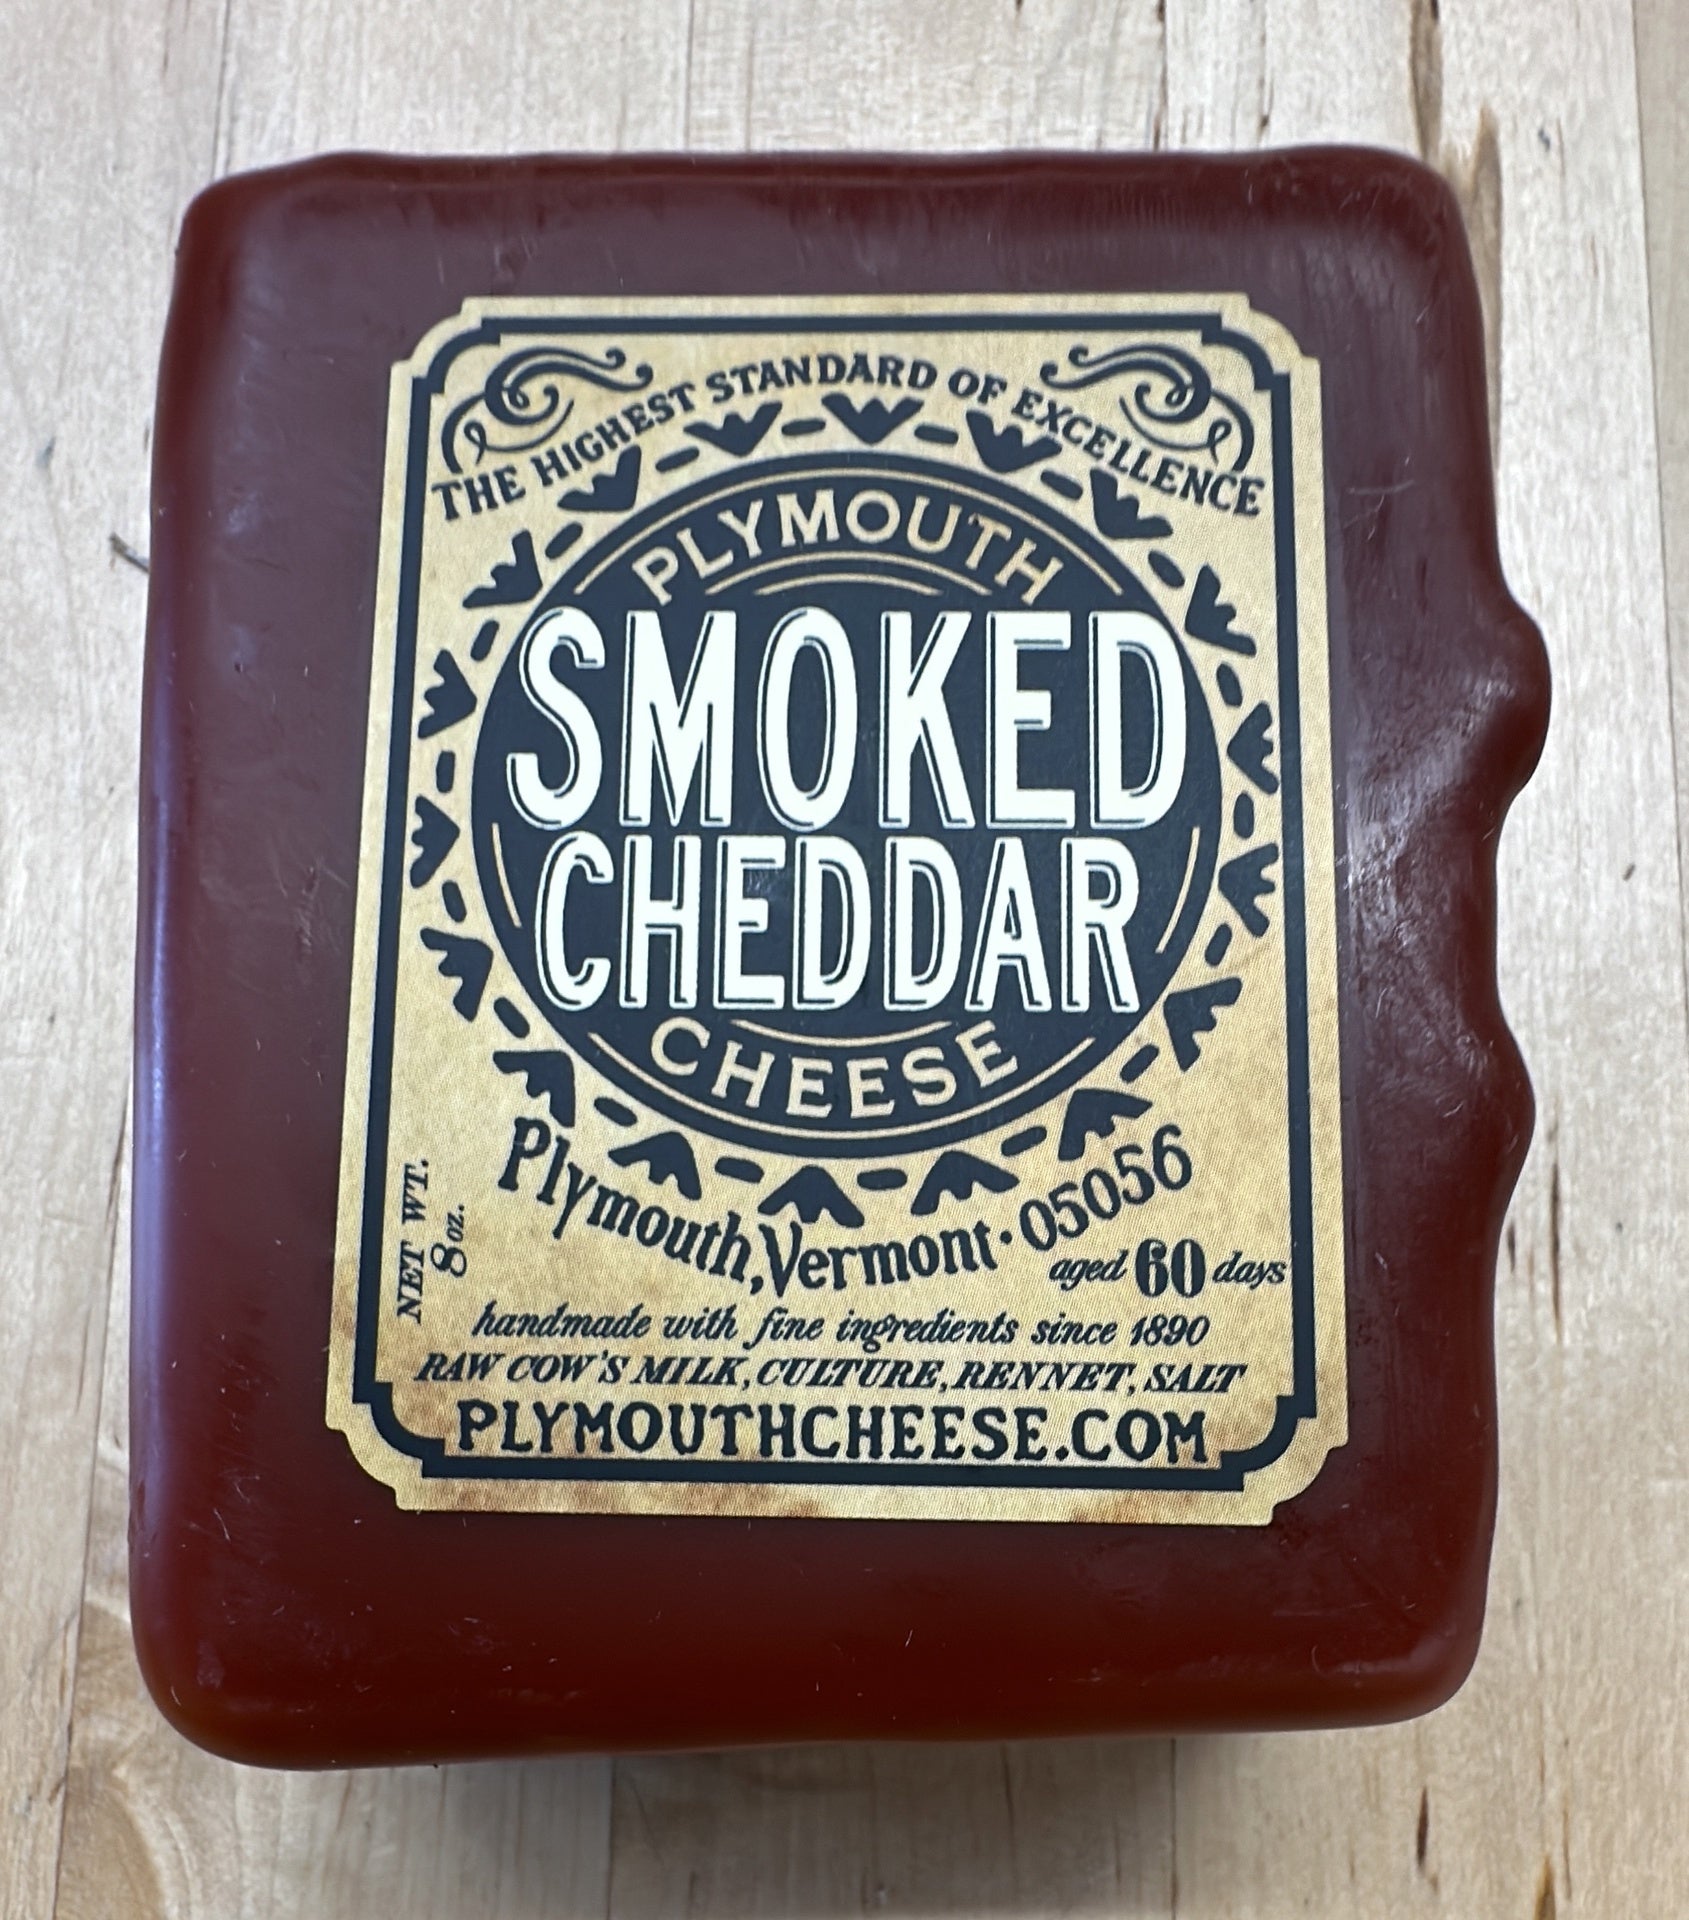 THE HIGHEST STANDARD OF EXCELLENCE
PLYMOUTH
SMOKED
CHEDDAR
CHEESE
Plymouth, Vermont · 05056
NET WT.
8 oz.
aged 60 days
handmade with fine ingredients since 1890
RAW COW'S MILK, CULTURE, RENNET, SALT
PLYMOUTHCHEESE.COM